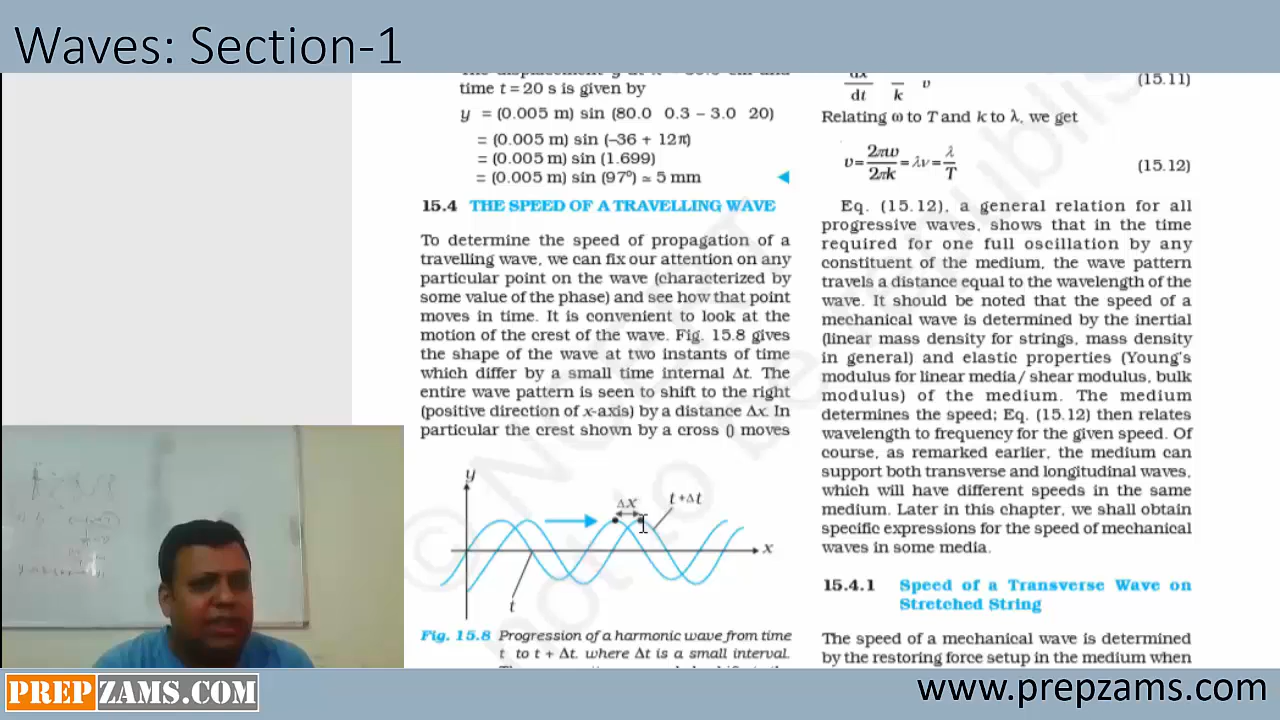 Waves: Section-1
time t = 20 s is given by
y = (0.005 m) sin (80.0 0.3 – 3.0 20)
= (0.005 m) sin (–36 + 12π)
= (0.005 m) sin (1.699)
= (0.005 m) sin (97⁰) ≃ 5 mm
15.4 THE SPEED OF A TRAVELLING WAVE
To determine the speed of propagation of a
travelling wave, we can fix our attention on any
particular point on the wave (characterized by
some value of the phase) and see how that point
moves in time. It is convenient to look at the
motion of the crest of the wave. Fig. 15.8 gives
the shape of the wave at two instants of time
which differ by a small time internal Δt. The
entire wave pattern is seen to shift to the right
(positive direction of x-axis) by a distance Δx. In
particular the crest shown by a cross () moves
y
Δx
t+Δt
x
t
Fig. 15.8 Progression of a harmonic wave from time
t to t + Δt. where Δt is a small interval.
dx/dt k υ (15.11)
Relating ω to T and k to λ, we get
υ = 2πω/2πk = λν = λ/T (15.12)
Eq. (15.12), a general relation for all
progressive waves, shows that in the time
required for one full oscillation by any
constituent of the medium, the wave pattern
travels a distance equal to the wavelength of the
wave. It should be noted that the speed of a
mechanical wave is determined by the inertial
(linear mass density for strings, mass density
in general) and elastic properties (Young's
modulus for linear media/ shear modulus, bulk
modulus) of the medium. The medium
determines the speed; Eq. (15.12) then relates
wavelength to frequency for the given speed. Of
course, as remarked earlier, the medium can
support both transverse and longitudinal waves,
which will have different speeds in the same
medium. Later in this chapter, we shall obtain
specific expressions for the speed of mechanical
waves in some media.
15.4.1 Speed of a Transverse Wave on
Stretched String
The speed of a mechanical wave is determined
by the restoring force setup in the medium when
PREPZAMS.COM
www.prepzams.com